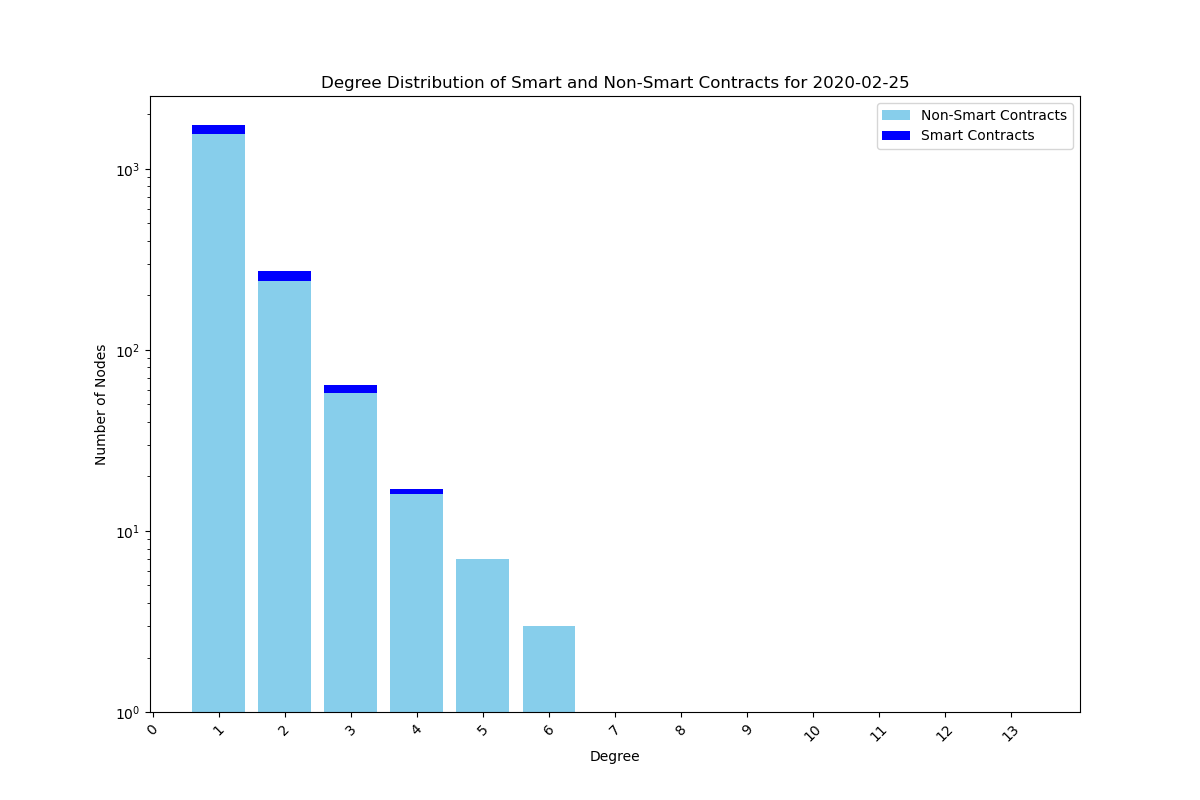 Degree Distribution of Smart and Non-Smart Contracts for 2020-02-25
Non-Smart Contracts
Smart Contracts
Number of Nodes
10³
10²
10¹
10⁰
0 1 2 3 4 5 6 7 8 9 10 11 12 13
Degree